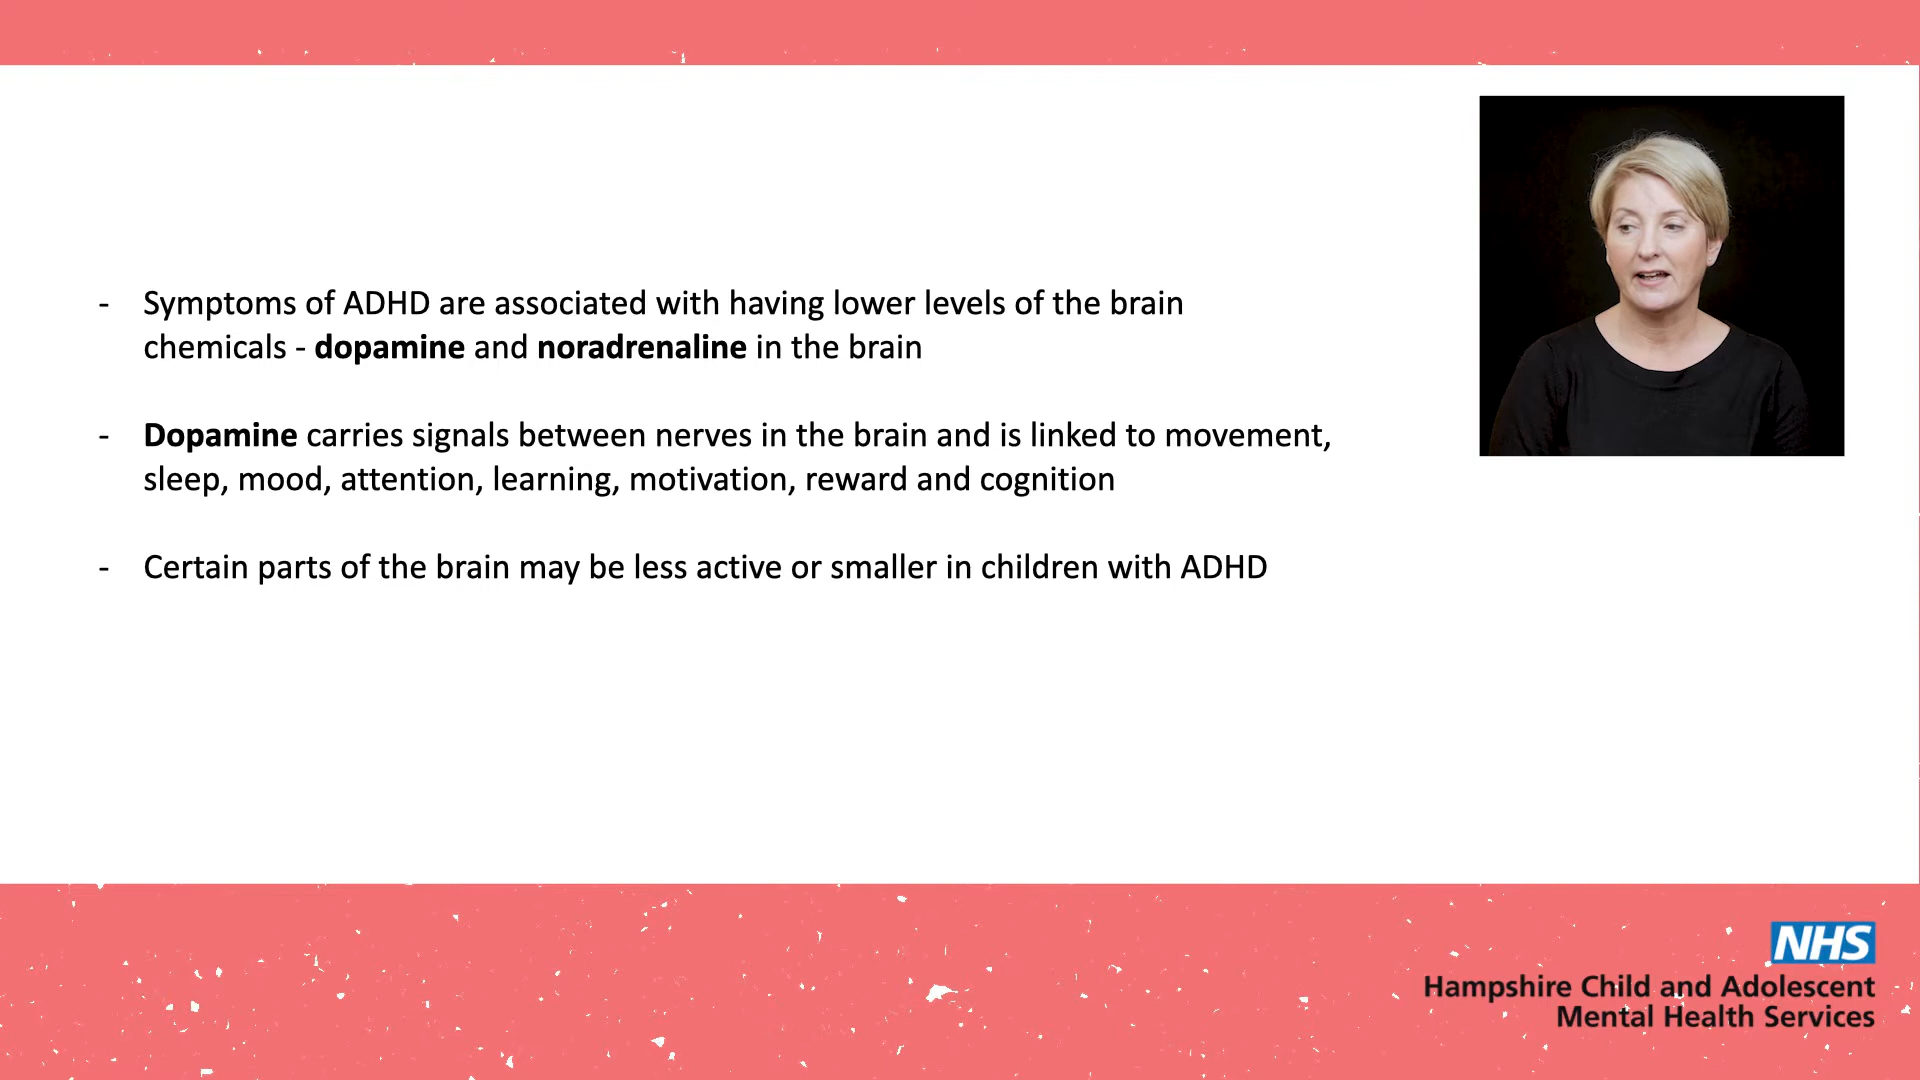 - Symptoms of ADHD are associated with having lower levels of the brain
chemicals - dopamine and noradrenaline in the brain
- Dopamine carries signals between nerves in the brain and is linked to movement,
sleep, mood, attention, learning, motivation, reward and cognition
- Certain parts of the brain may be less active or smaller in children with ADHD
NHS
Hampshire Child and Adolescent
Mental Health Services